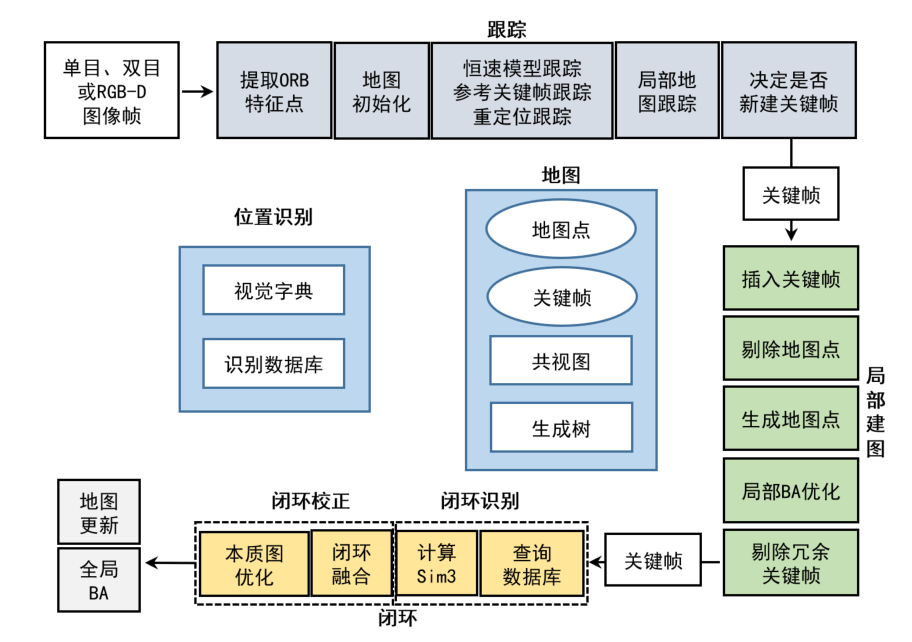 跟踪
单目、双目
或RGB-D
图像帧
提取ORB
特征点
地图
初始化
恒速模型跟踪
参考关键帧跟踪
重定位跟踪
局部地
图跟踪
决定是否
新建关键帧
关键帧
位置识别
视觉字典
识别数据库
地图
地图点
关键帧
共视图
生成树
插入关键帧
剔除地图点
生成地图点
局部BA优化
剔除冗余
关键帧
局部建图
关键帧
闭环识别
查询
数据库
计算
Sim3
闭环校正
闭环
融合
本质图
优化
闭环
地图
更新
全局
BA